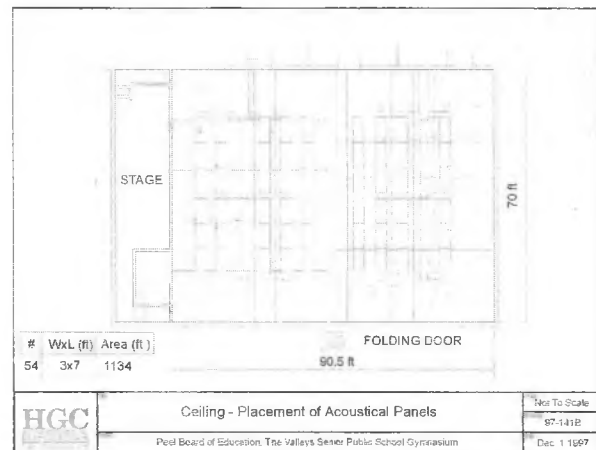 STAGE
70 ft
FOLDING DOOR
90.5 ft
# WxL (ft) Area (ft )
54 3x7 1134
HGC
Ceiling - Placement of Acoustical Panels
Not To Scale
97-141B
Peel Board of Education, The Valleys Senior Public School Gymnasium
Dec. 1 1997